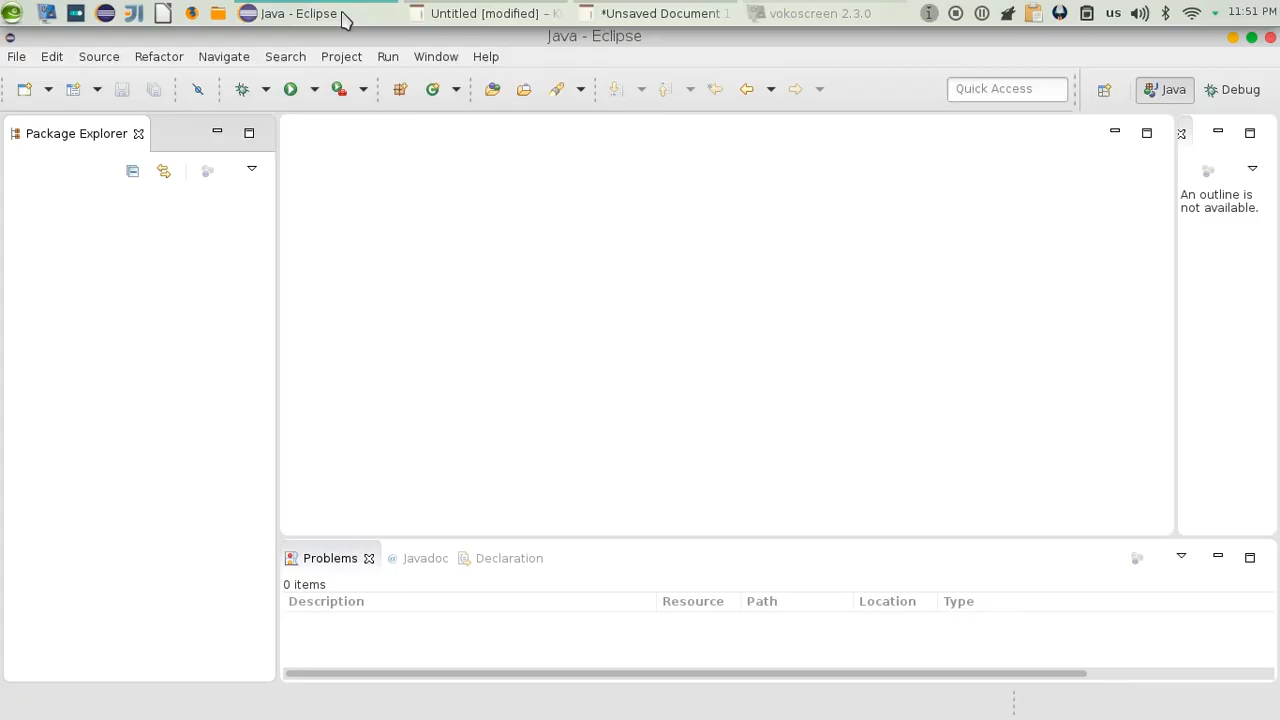 Java - Eclipse
Untitled [modified] – K
*Unsaved Document 1
vokoscreen 2.3.0
us
11:51 PM
Java - Eclipse
File Edit Source Refactor Navigate Search Project Run Window Help
Quick Access
Java
Debug
Package Explorer
An outline is
not available.
Problems
@ Javadoc
Declaration
0 items
Description Resource Path Location Type